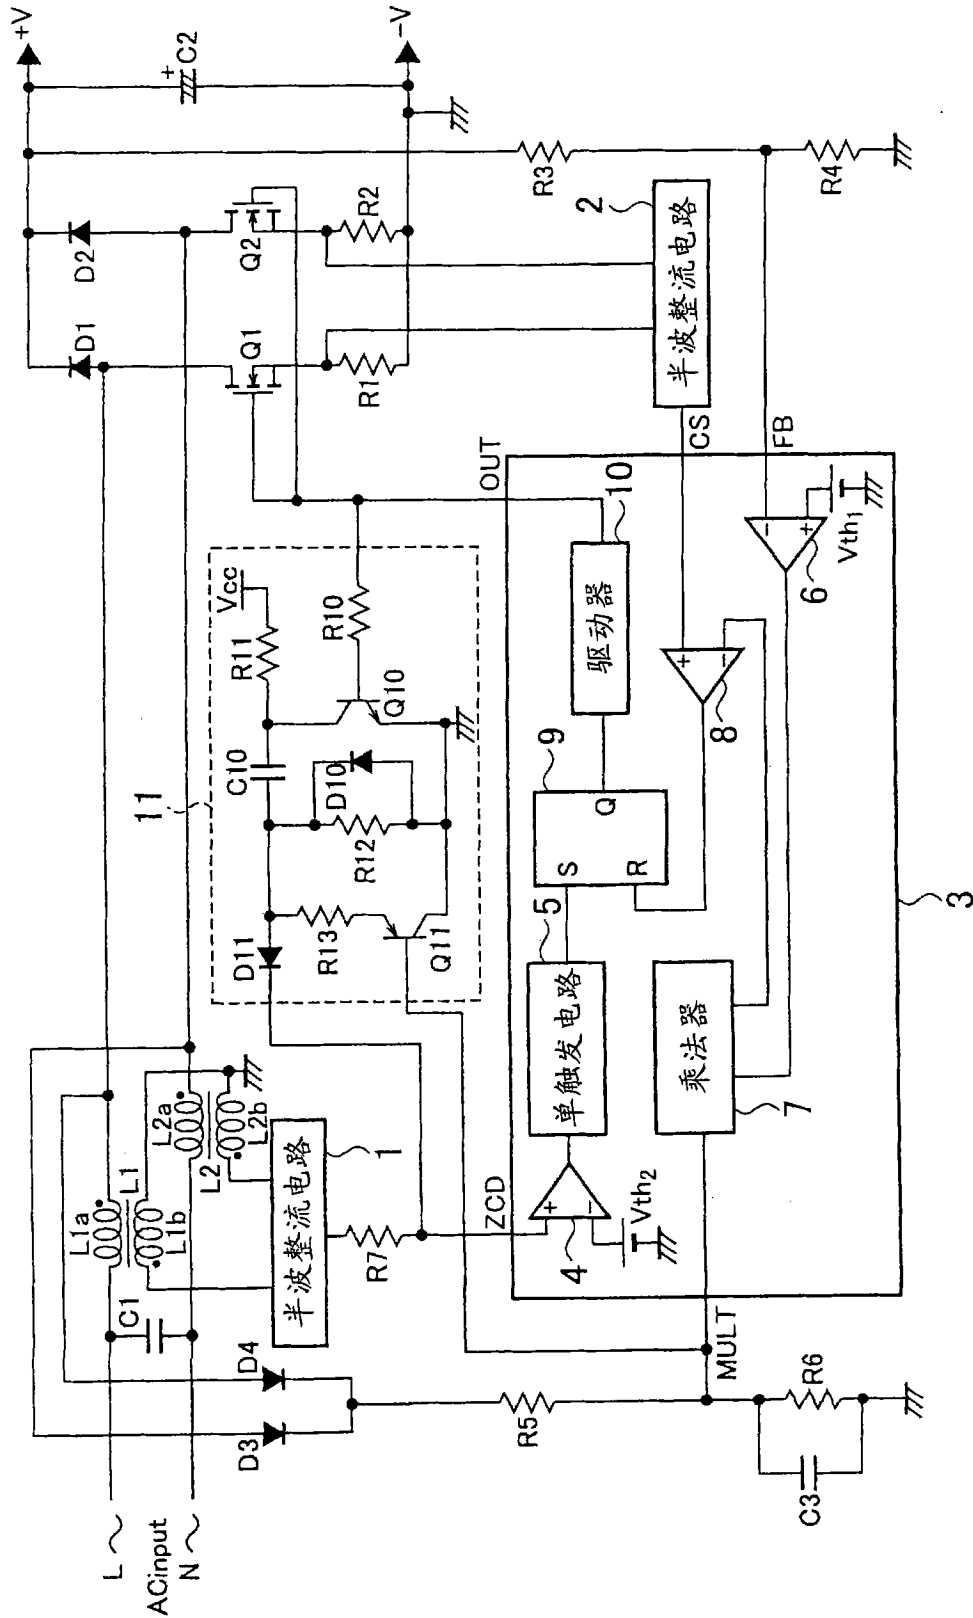 L
ACinput
N
C1
L1a
L1
L1b
L2a
L2
L2b
D1
D2
Q1
Q2
R1
R2
+V
-V
+
C2
D3
D4
半波整流电路
1
R7
11
D11
R13
Q11
C10
D10
R12
R11
Vcc
R10
Q10
R3
R4
半波整流电路
2
R5
MULT
C3
R6
ZCD
OUT
CS
FB
3
+
-
4
Vth2
单触发电路
5
S
R
Q
9
驱动器
10
乘法器
7
+
-
8
-
+
6
Vth1